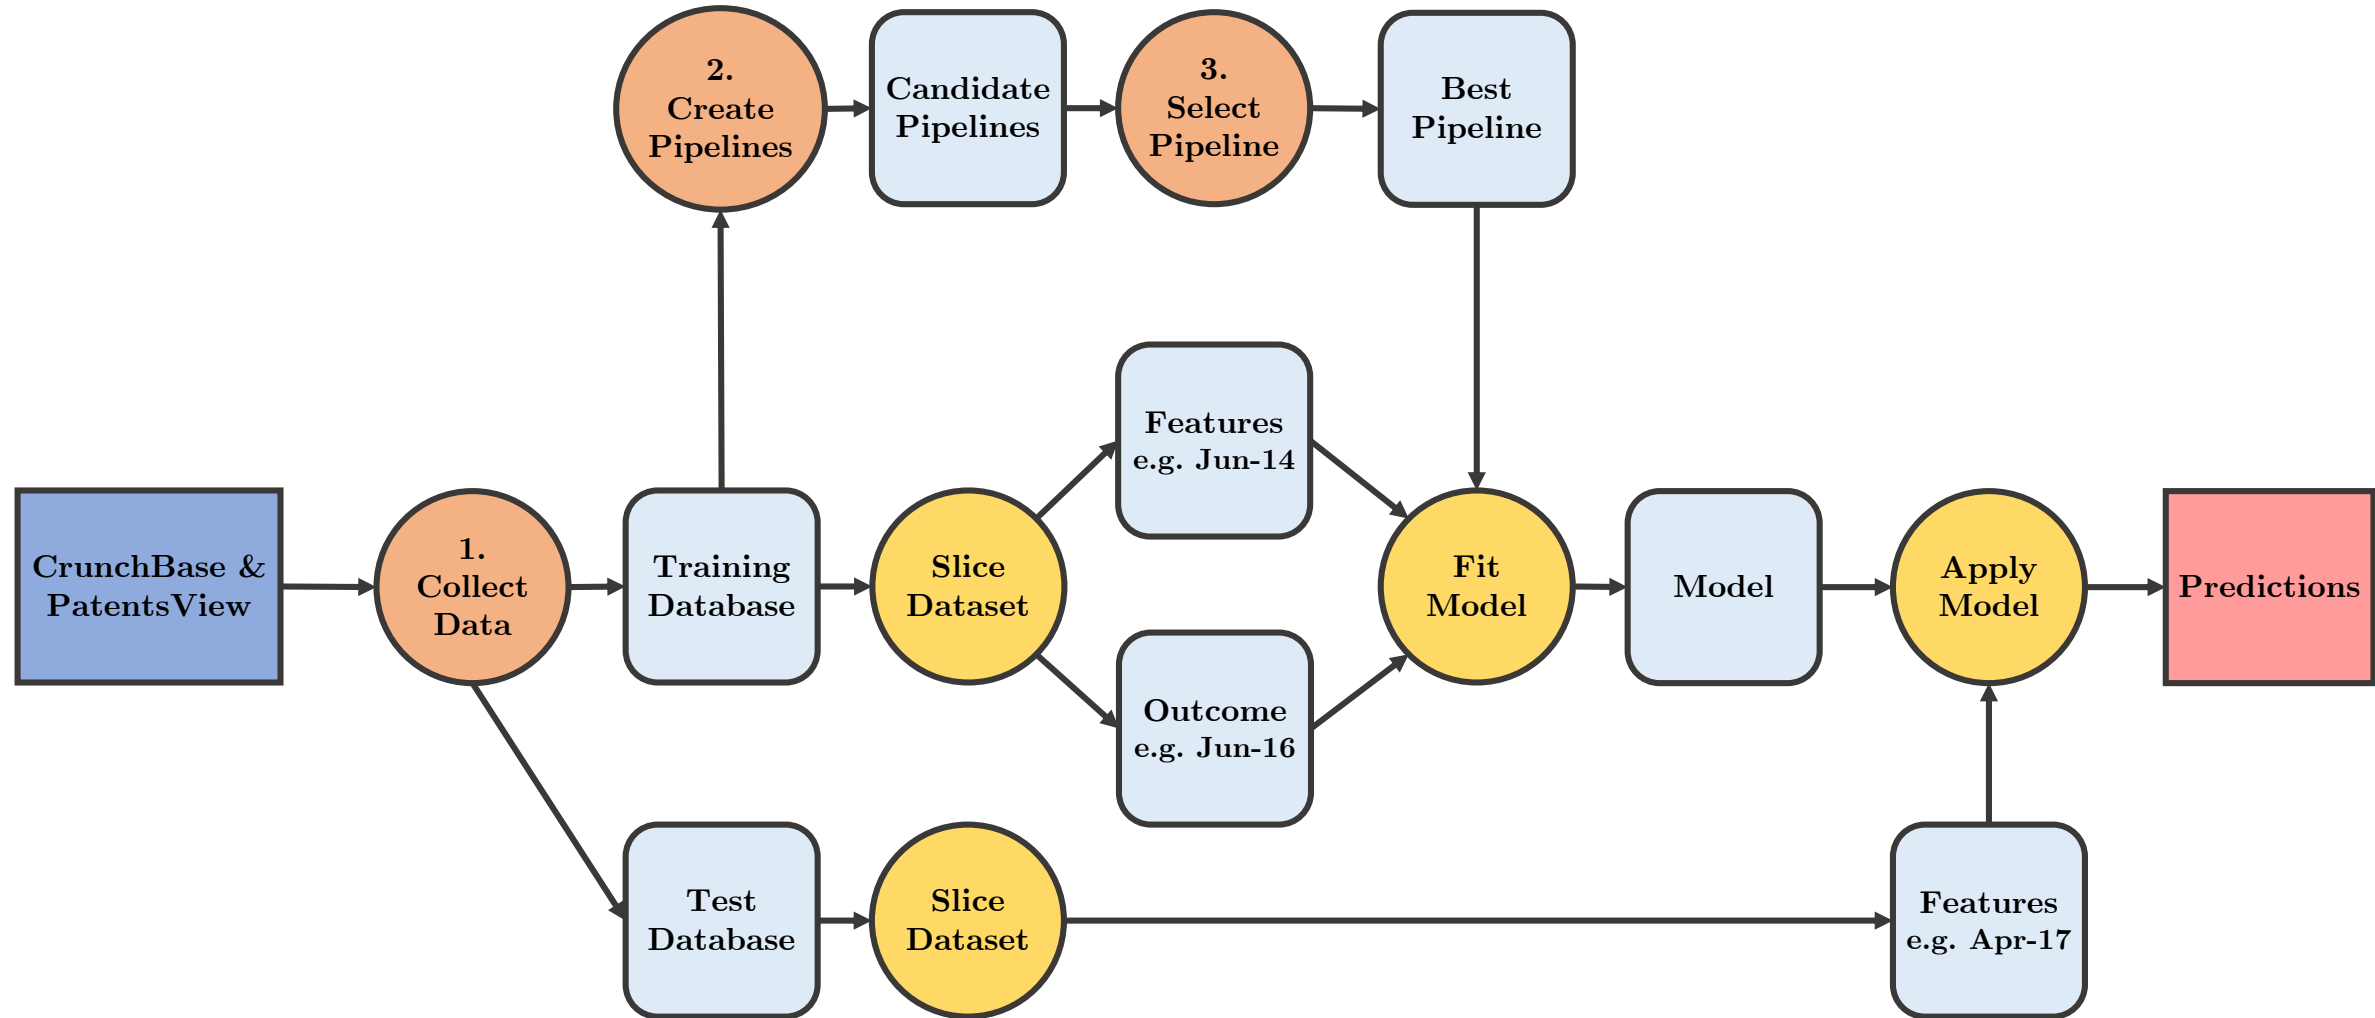 2.
Create
Pipelines
Candidate
Pipelines
3.
Select
Pipeline
Best
Pipeline
Features
e.g. Jun-14
CrunchBase &
PatentsView
1.
Collect
Data
Training
Database
Slice
Dataset
Fit
Model
Model
Apply
Model
Predictions
Outcome
e.g. Jun-16
Test
Database
Slice
Dataset
Features
e.g. Apr-17